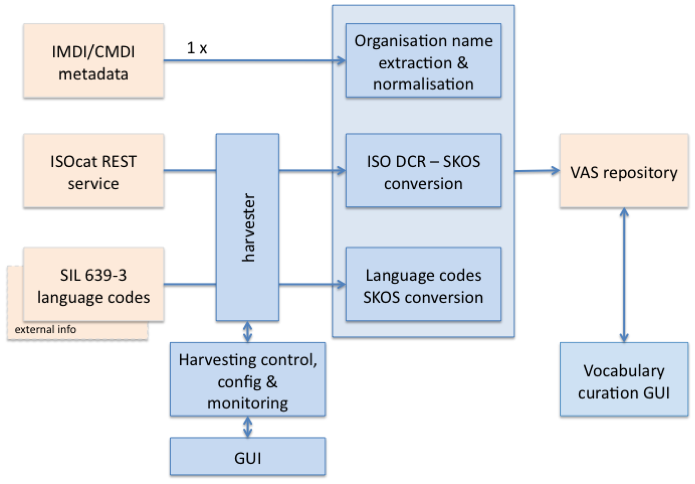 IMDI/CMDI
metadata
1 x
Organisation name
extraction &
normalisation
ISOcat REST
service
harvester
ISO DCR – SKOS
conversion
VAS repository
SIL 639-3
language codes
external info
Language codes
SKOS conversion
Harvesting control,
config &
monitoring
Vocabulary
curation GUI
GUI